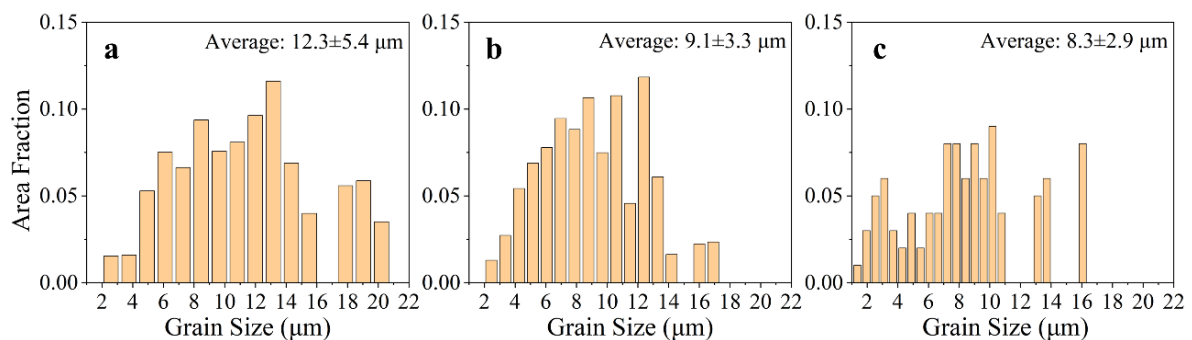 Area Fraction
0.15
0.10
0.05
0.00
a
Average: 12.3±5.4 μm
2 4 6 8 10 12 14 16 18 20 22
Grain Size (μm)
0.15
0.10
0.05
0.00
b
Average: 9.1±3.3 μm
2 4 6 8 10 12 14 16 18 20 22
Grain Size (μm)
0.15
0.10
0.05
0.00
c
Average: 8.3±2.9 μm
2 4 6 8 10 12 14 16 18 20 22
Grain Size (μm)